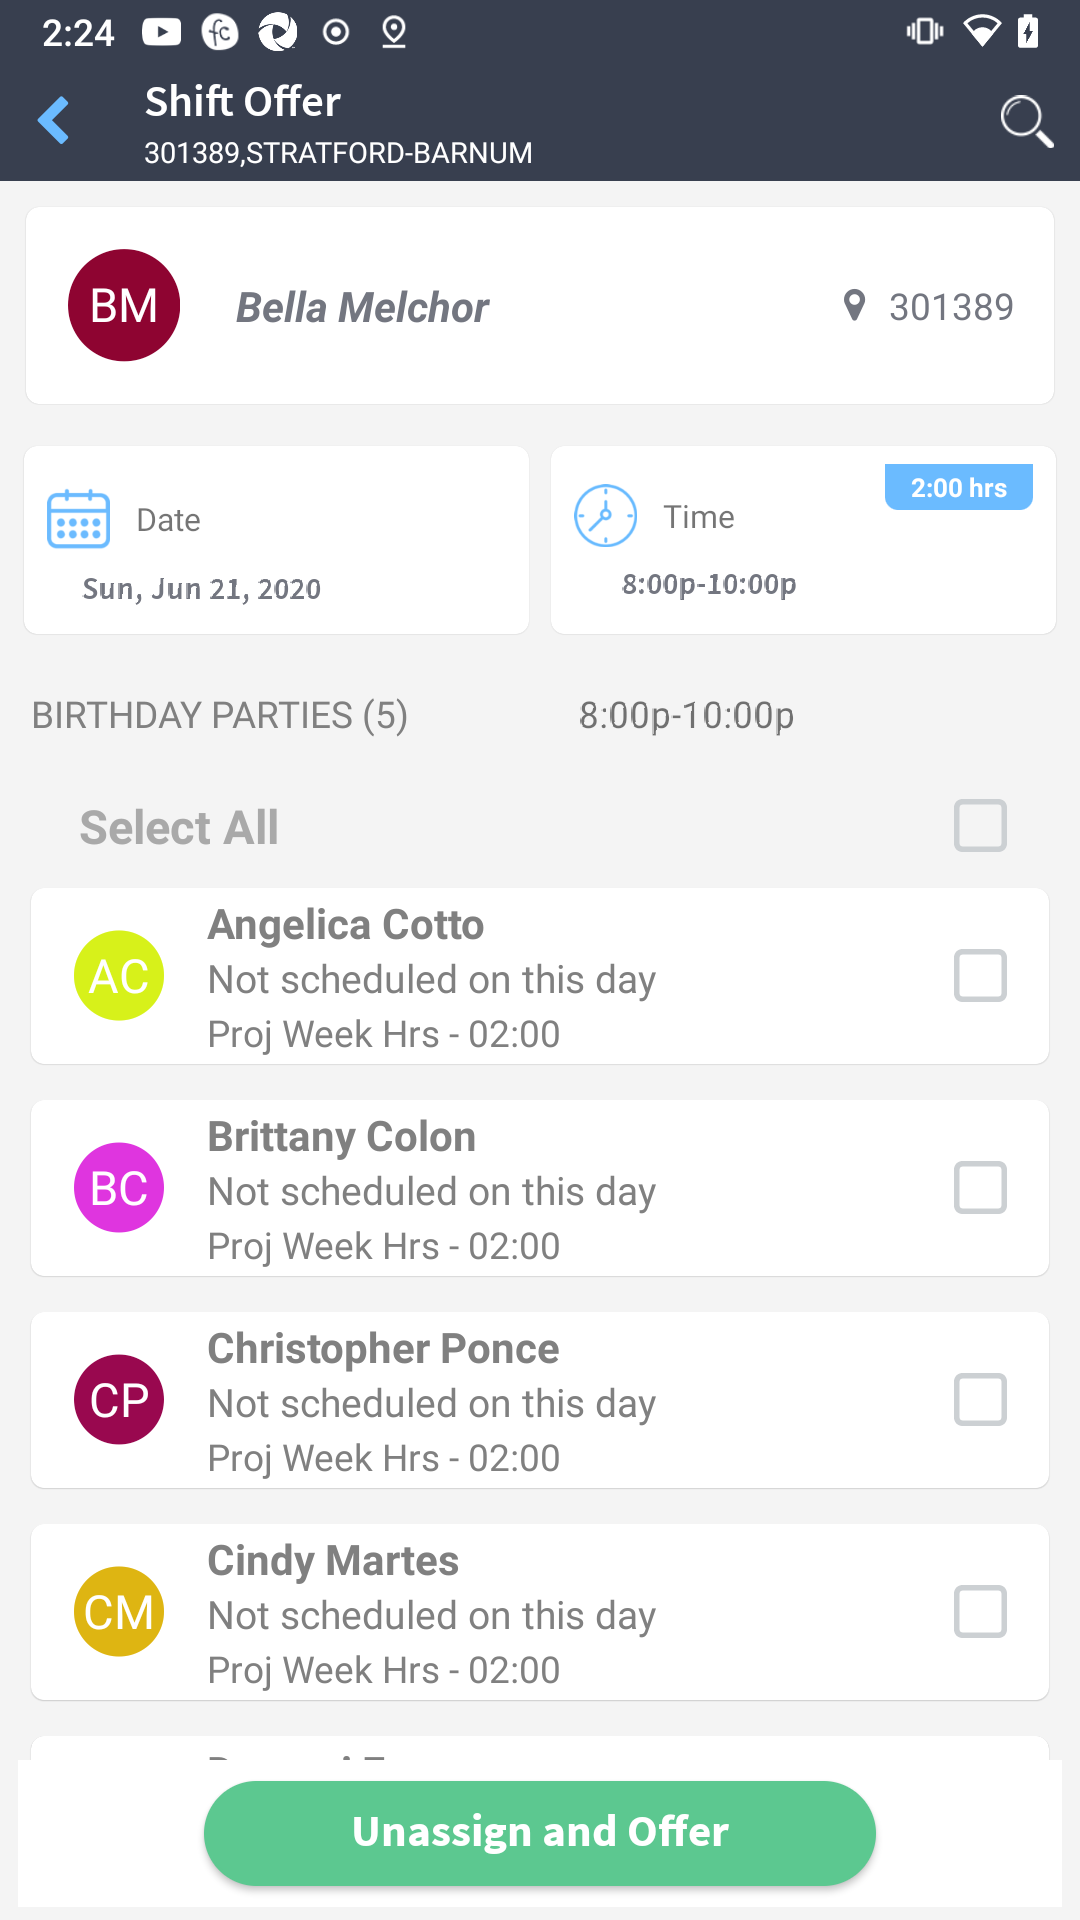 2:24
Shift Offer
301389,STRATFORD-BARNUM
BM
Bella Melchor
301389
Date
Sun, Jun 21, 2020
2:00 hrs
Time
8:00p-10:00p
BIRTHDAY PARTIES (5)
8:00p-10:00p
Select All
AC
Angelica Cotto
Not scheduled on this day
Proj Week Hrs - 02:00
BC
Brittany Colon
Not scheduled on this day
Proj Week Hrs - 02:00
CP
Christopher Ponce
Not scheduled on this day
Proj Week Hrs - 02:00
CM
Cindy Martes
Not scheduled on this day
Proj Week Hrs - 02:00
Unassign and Offer